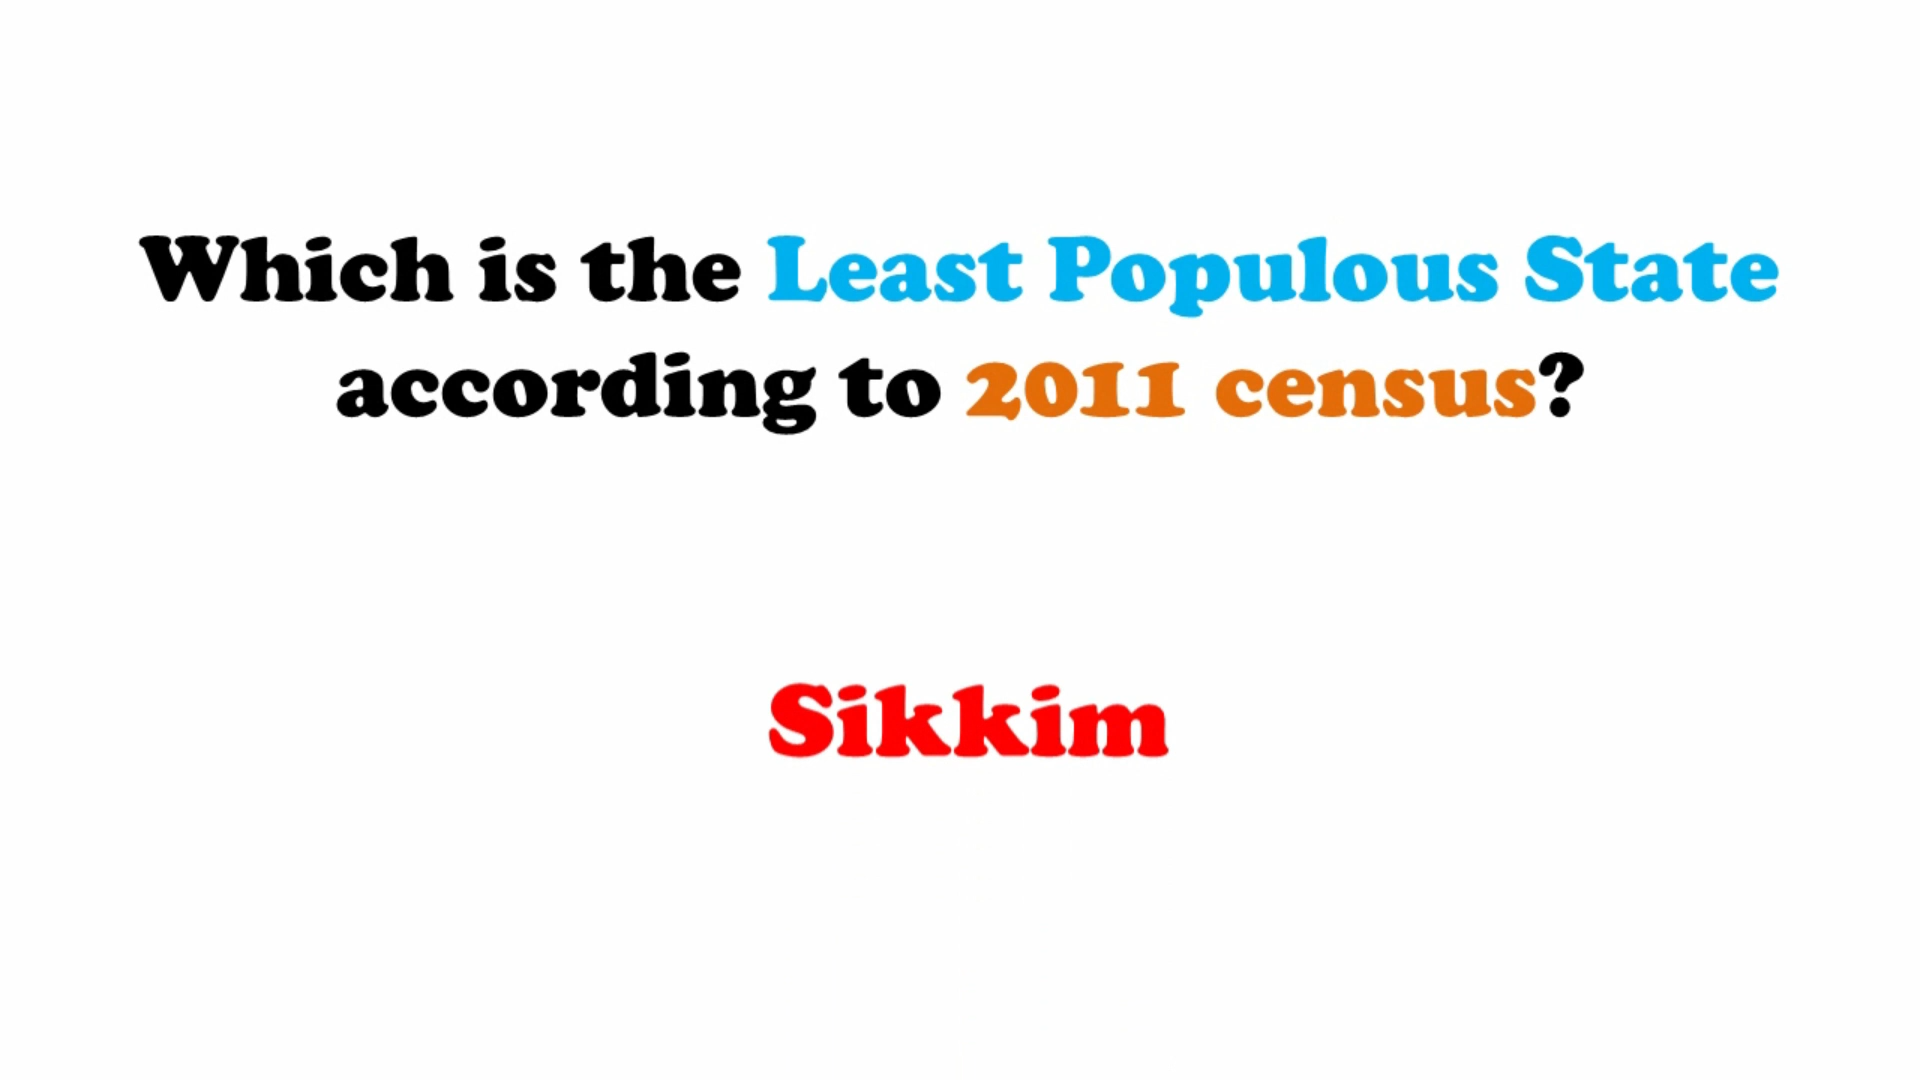 Which is the Least Populous State
according to 2011 census?
Sikkim